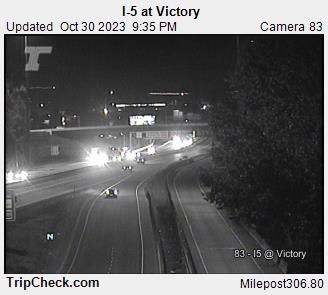 I-5 at Victory
Updated Oct 30 2023 9:35 PM Camera 83
T
N
83 - I5 @ Victory
TripCheck.com Milepost306.80